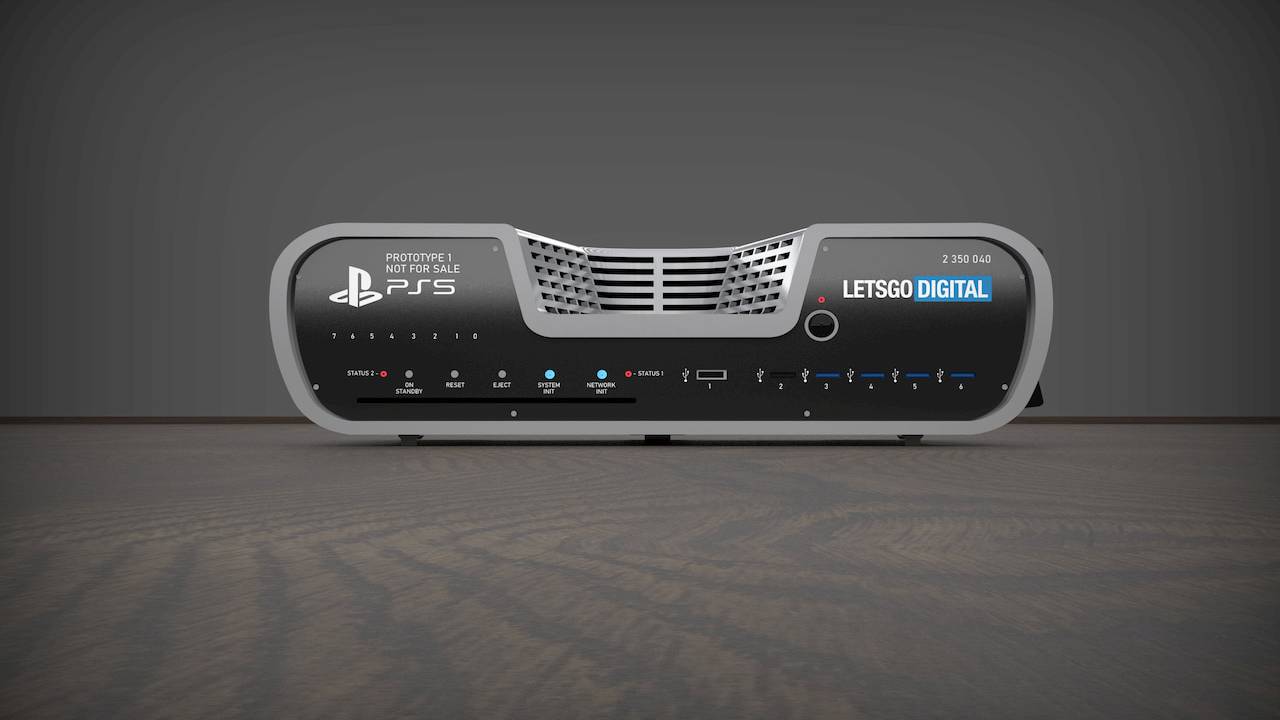 PROTOTYPE 1
NOT FOR SALE
PS5
2 350 040
LETSGO DIGITAL
7 6 5 4 3 2 1 0
STATUS 2 -
ON
STANDBY
RESET
EJECT
SYSTEM
INIT
NETWORK
INIT
- STATUS 1
1
2
3
4
5
6